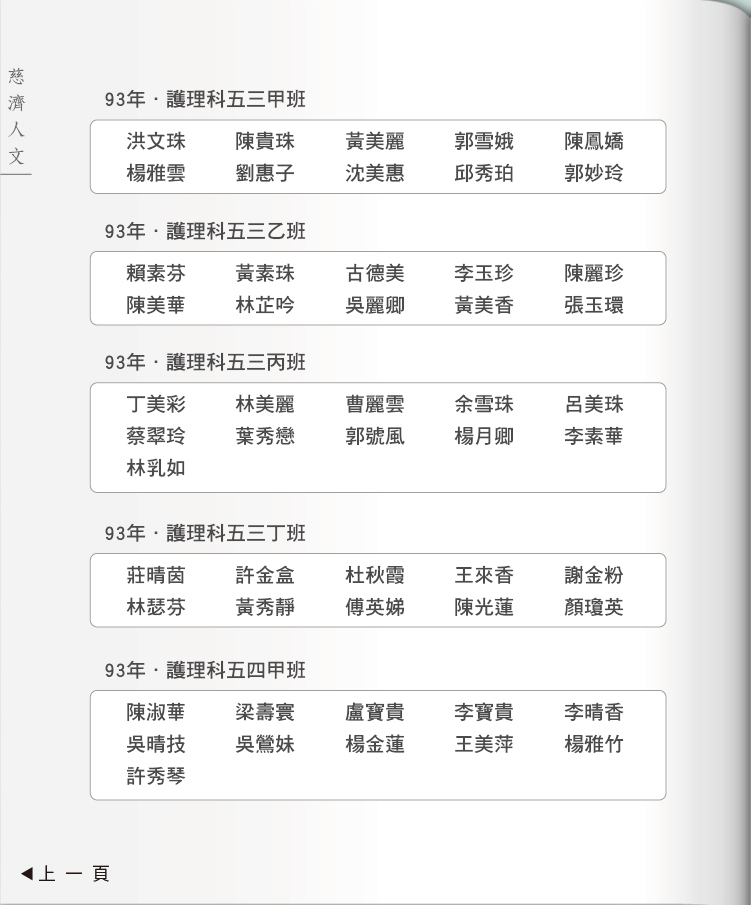 慈濟人文
93年·護理科五三甲班
洪文珠 陳貴珠 黃美麗 郭雪娥 陳鳳嬌
楊雅雲 劉惠子 沈美惠 邱秀珀 郭妙玲
93年·護理科五三乙班
賴素芬 黃素珠 古德美 李玉珍 陳麗珍
陳美華 林芷吟 吳麗卿 黃美香 張玉環
93年·護理科五三丙班
丁美彩 林美麗 曹麗雲 余雪珠 呂美珠
蔡翠玲 葉秀戀 郭號風 楊月卿 李素華
林乳如
93年·護理科五三丁班
莊晴茵 許金盒 杜秋霞 王來香 謝金粉
林瑟芬 黃秀靜 傅英娣 陳光蓮 顏瓊英
93年·護理科五四甲班
陳淑華 梁壽寰 盧寶貴 李寶貴 李晴香
吳晴技 吳鶯妹 楊金蓮 王美萍 楊雅竹
許秀琴
◀上一頁